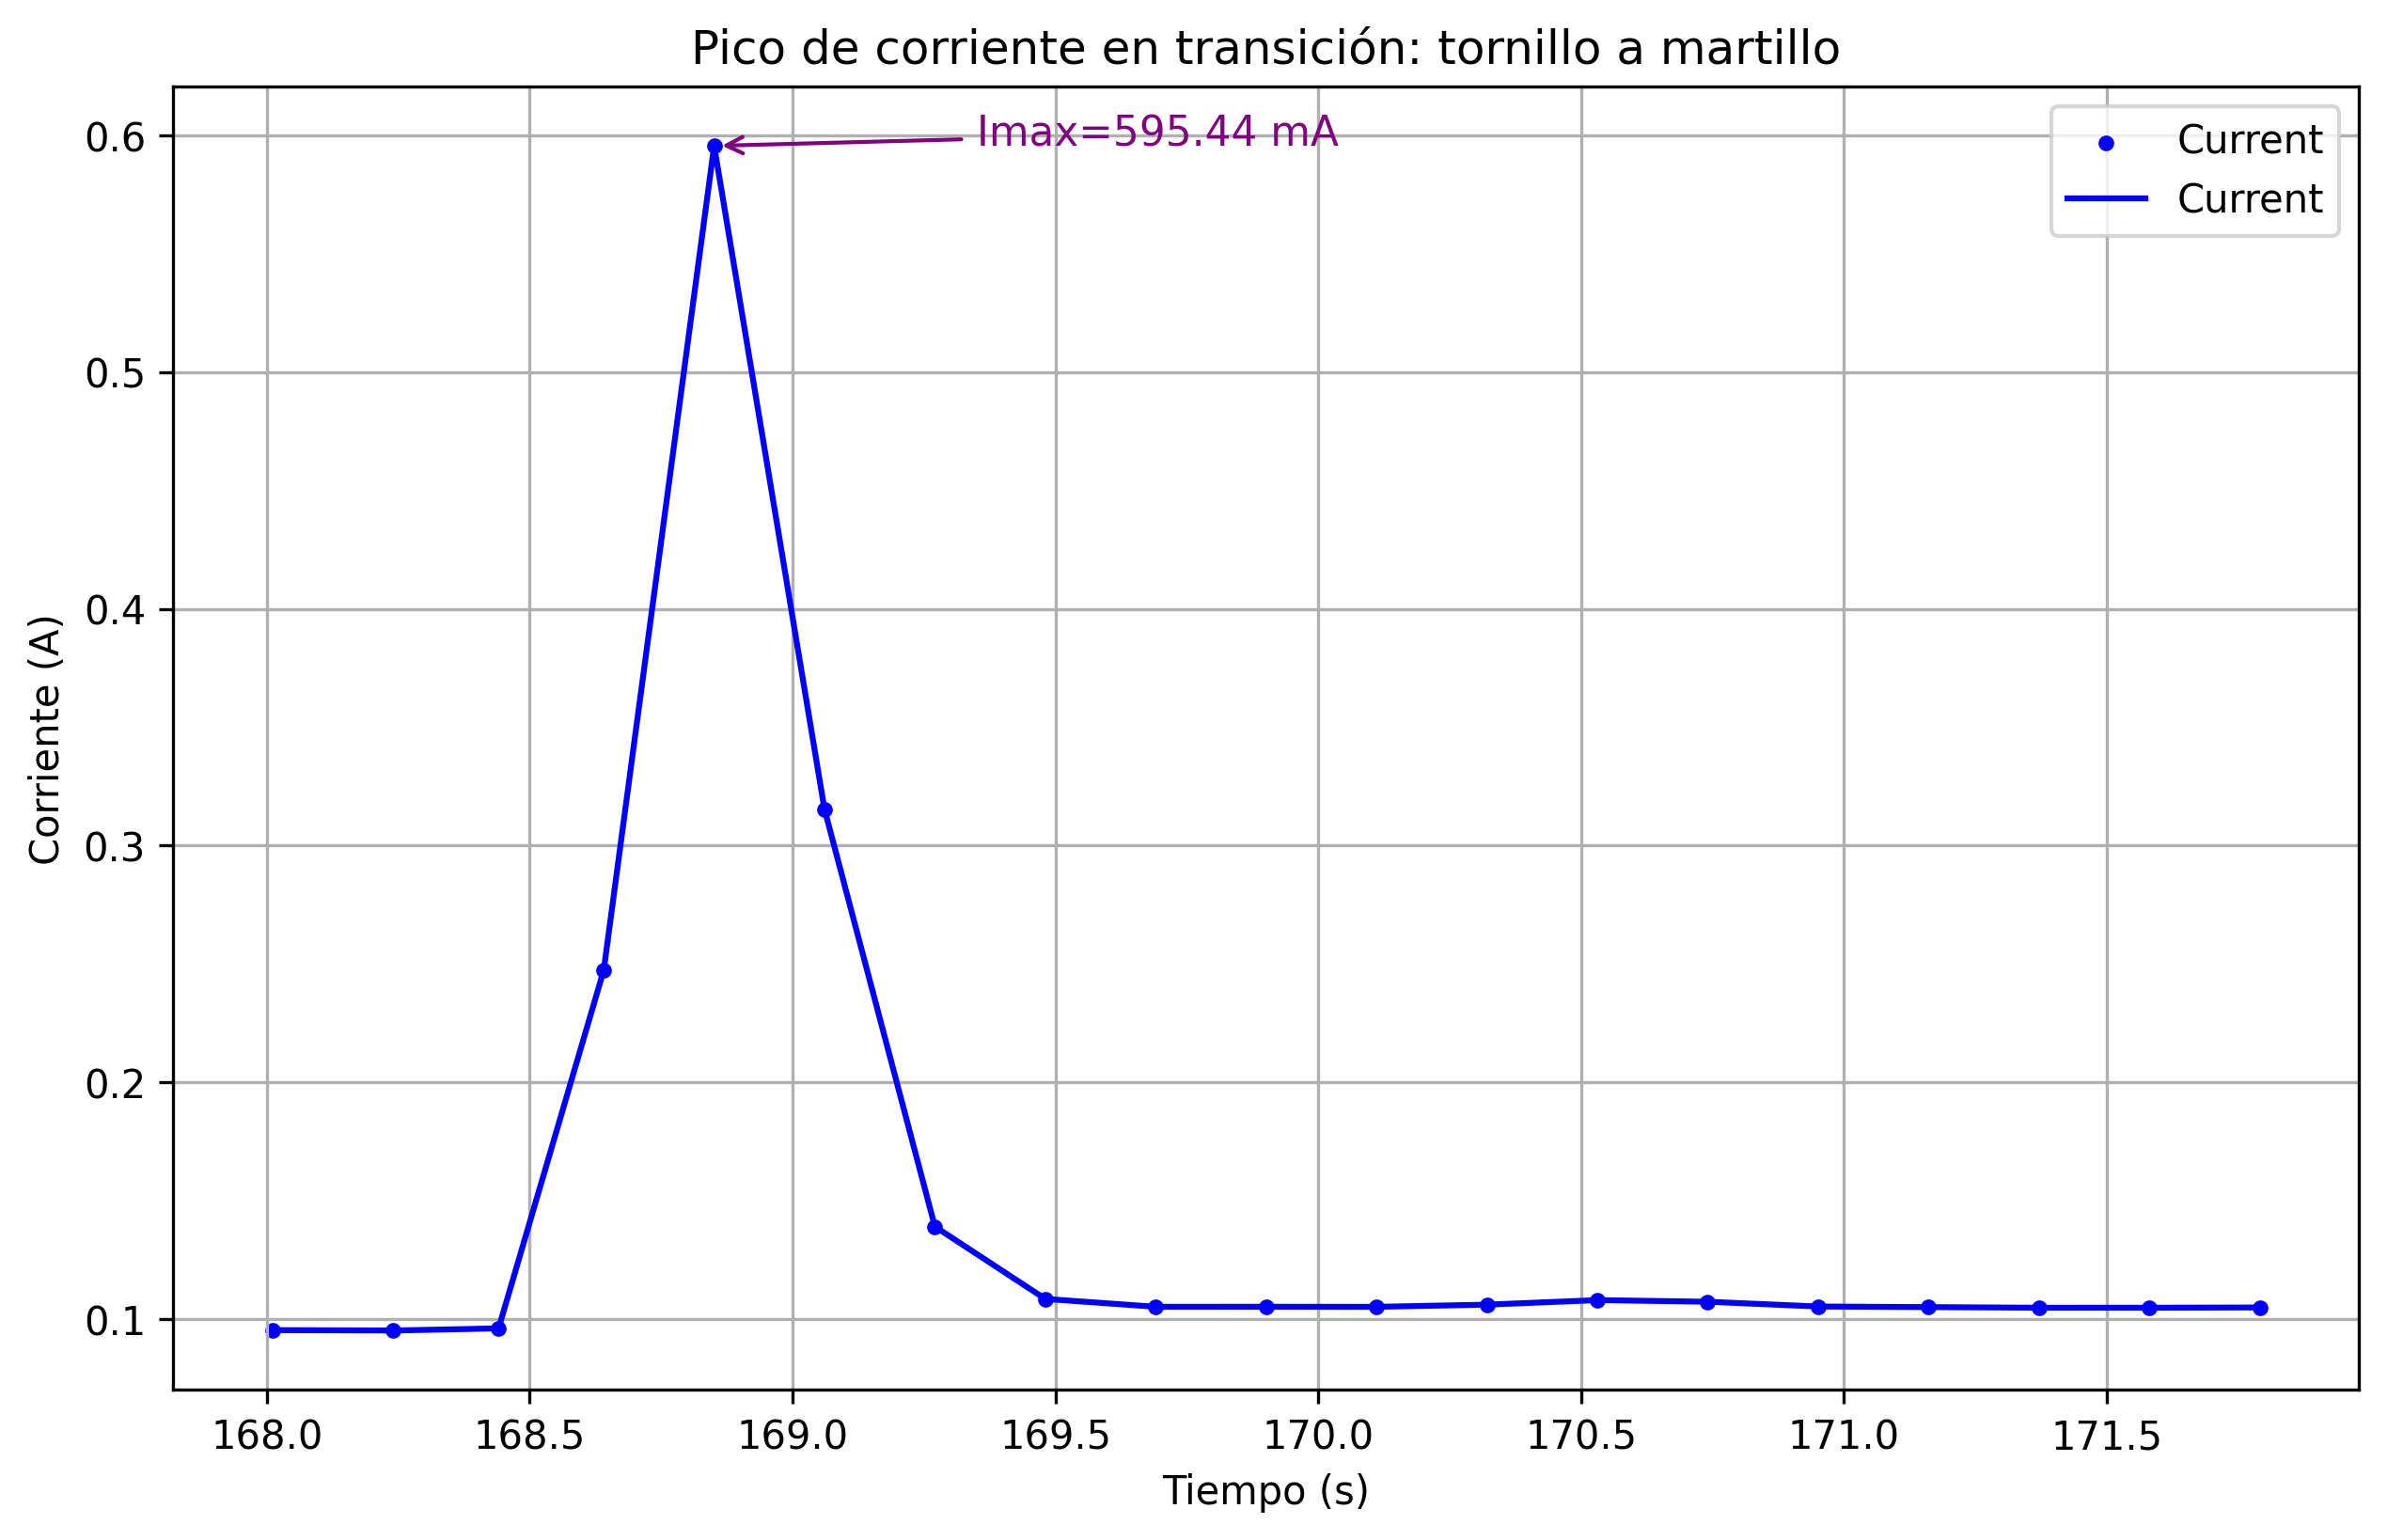 Pico de corriente en transición: tornillo a martillo
Imax=595.44 mA
Current
Current
0.6
0.5
0.4
0.3
0.2
0.1
Corriente (A)
168.0 168.5 169.0 169.5 170.0 170.5 171.0 171.5
Tiempo (s)